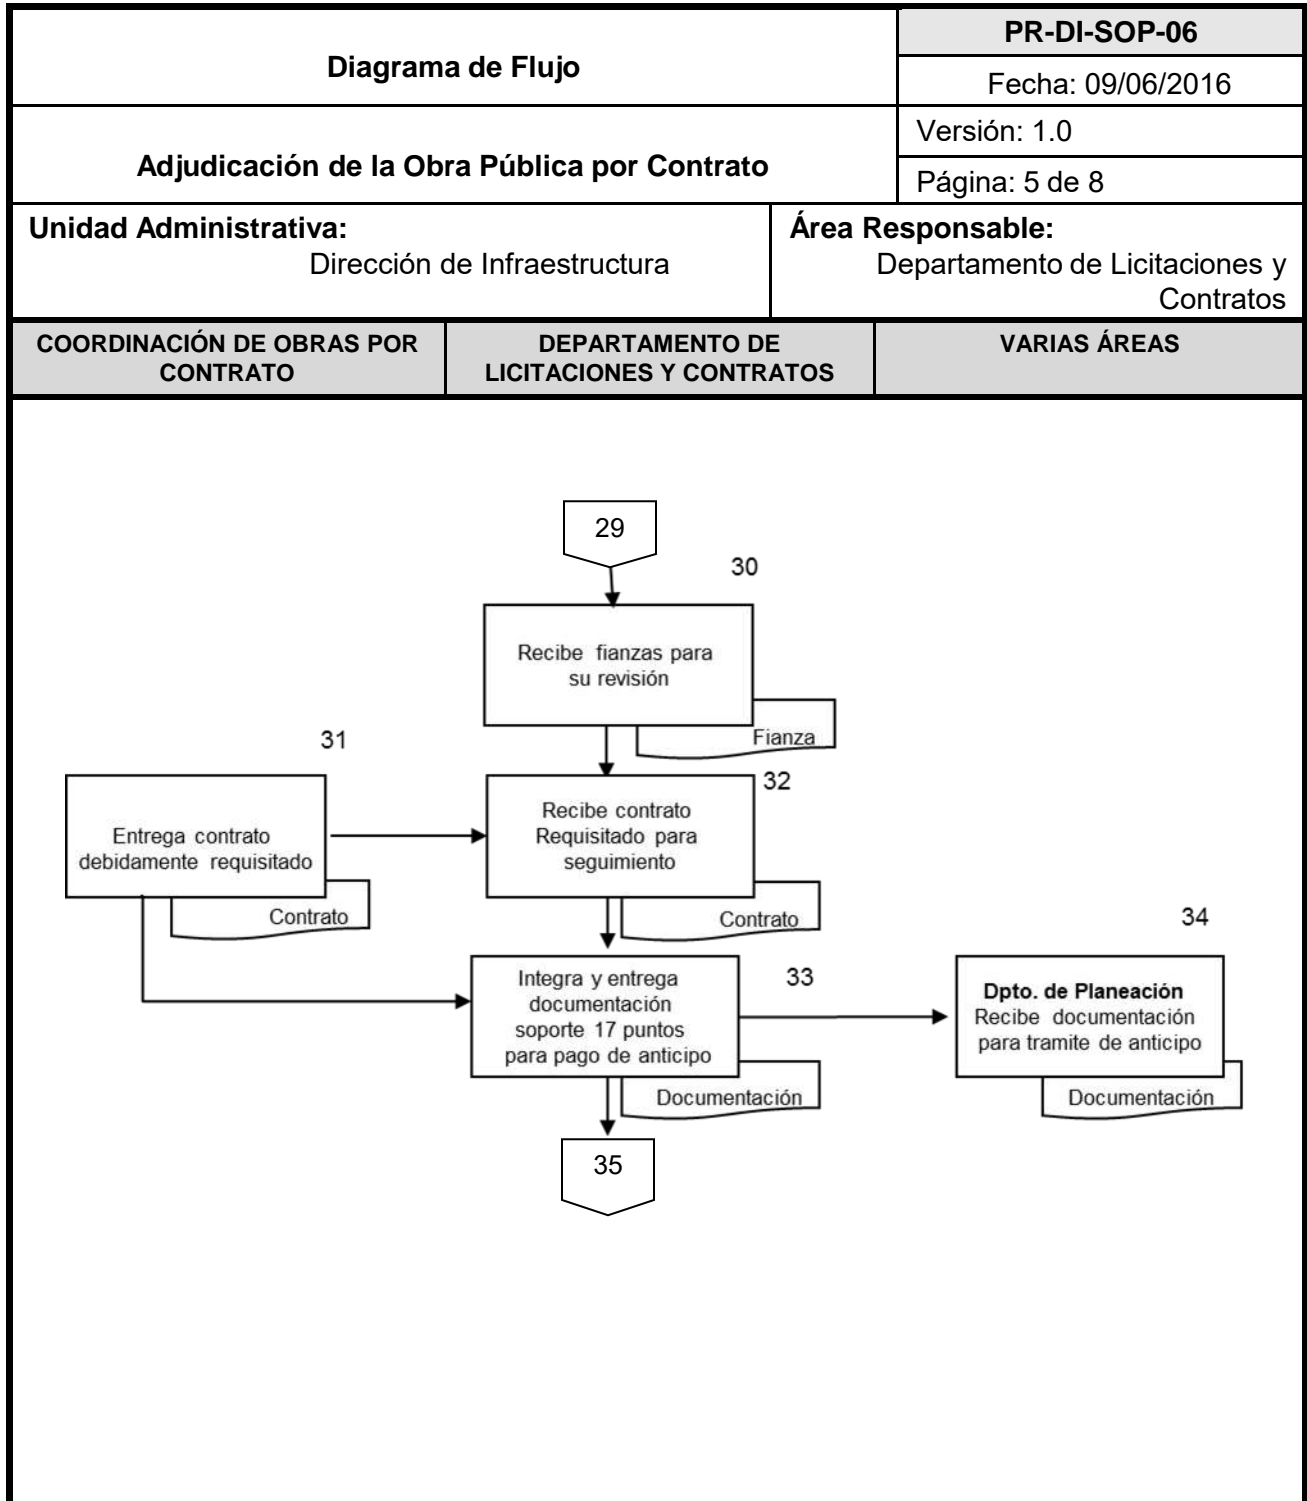 Diagrama de Flujo
PR-DI-SOP-06
Fecha: 09/06/2016
Adjudicación de la Obra Pública por Contrato
Versión: 1.0
Página: 5 de 8
Unidad Administrativa:
Dirección de Infraestructura
Área Responsable:
Departamento de Licitaciones y
Contratos
COORDINACIÓN DE OBRAS POR
CONTRATO
DEPARTAMENTO DE
LICITACIONES Y CONTRATOS
VARIAS ÁREAS
29
30
Recibe fianzas para
su revisión
Fianza
31
Entrega contrato
debidamente requisitado
Contrato
32
Recibe contrato
Requisitado para
seguimiento
Contrato
33
Integra y entrega
documentación
soporte 17 puntos
para pago de anticipo
Documentación
34
Dpto. de Planeación
Recibe documentación
para tramite de anticipo
Documentación
35